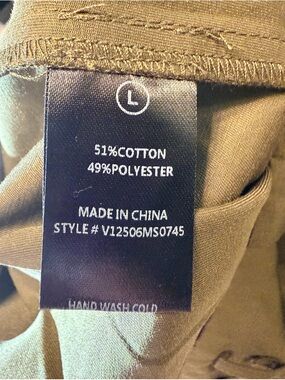 L
51%COTTON
49%POLYESTER
MADE IN CHINA
STYLE # V12506MS0745
HAND WASH COLD